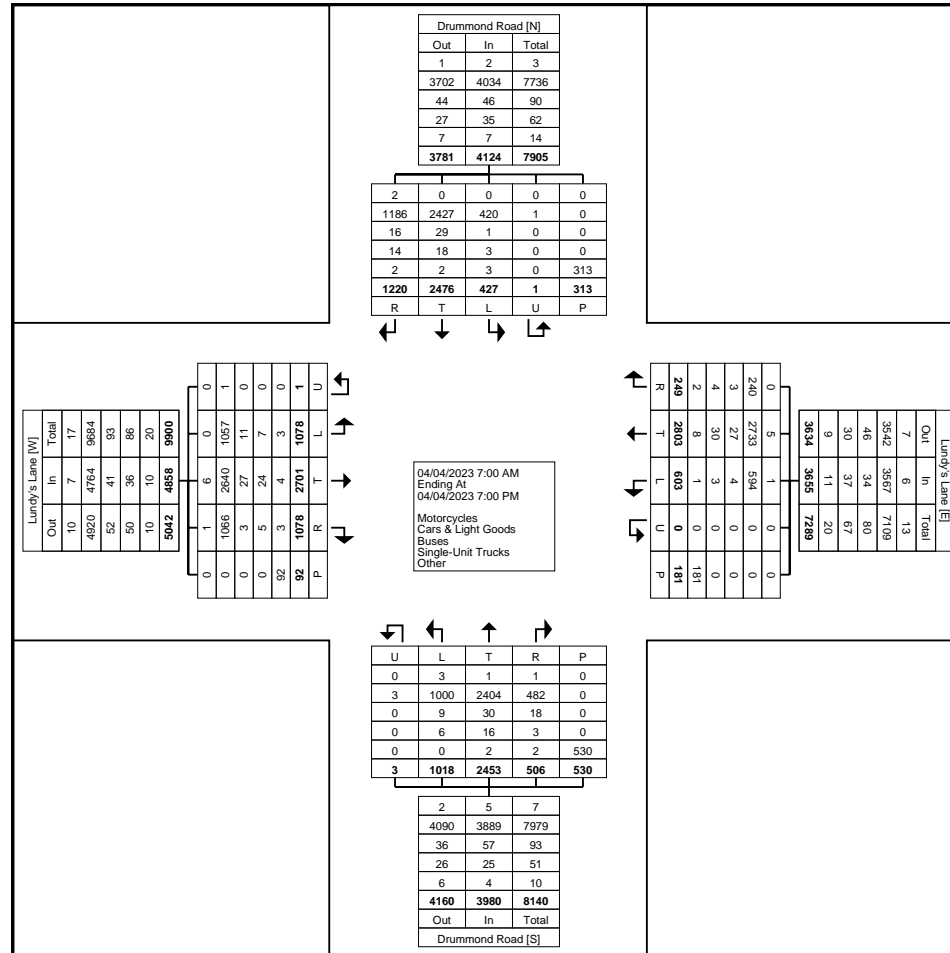 Drummond Road [N]
Out In Total
1 2 3
3702 4034 7736
44 46 90
27 35 62
7 7 14
3781 4124 7905
2 0 0 0 0
1186 2427 420 1 0
16 29 1 0 0
14 18 3 0 0
2 2 3 0 313
1220 2476 427 1 313
R T L U P
Lundy's Lane [W]
Out In Total
10 7 17
4920 4764 9684
52 41 93
50 36 86
10 10 20
5042 4858 9900
0 1 6 0 0
0 1066 2640 1057 1
0 3 27 11 0
0 5 24 7 0
92 3 4 3 0
92 1078 2701 1078 1
P R T L U
04/04/2023 7:00 AM
Ending At
04/04/2023 7:00 PM
Motorcycles
Cars & Light Goods
Buses
Single-Unit Trucks
Other
Lundy's Lane [E]
Out In Total
7 6 13
3542 3567 7109
46 34 80
30 37 67
9 11 20
3634 3655 7289
0 5 1 0 0
240 2733 594 0 0
3 27 4 0 0
4 30 3 0 0
2 8 1 0 181
249 2803 603 0 181
R T L U P
U L T R P
0 3 1 1 0
3 1000 2404 482 0
0 9 30 18 0
0 6 16 3 0
0 0 2 2 530
3 1018 2453 506 530
2 5 7
4090 3889 7979
36 57 93
26 25 51
6 4 10
4160 3980 8140
Out In Total
Drummond Road [S]